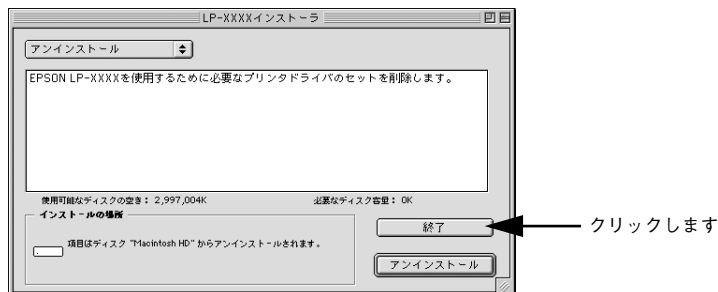 LP-XXXXインストーラ
アンインストール
EPSON LP-XXXXを使用するために必要なプリンタドライバのセットを削除します。
使用可能なディスクの空き： 2,997,004K 必要なディスク容量： 0K
インストールの場所
項目はディスク "Macintosh HD" からアンインストールされます。
終了
クリックします
アンインストール